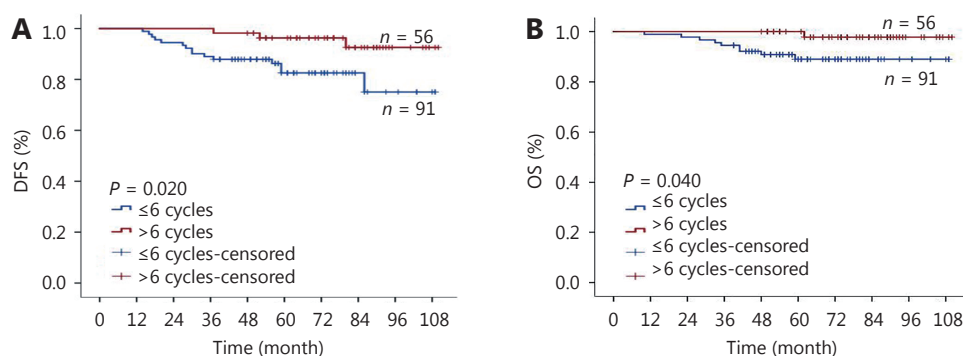 A
1.0
0.8
0.6
0.4
0.8
0.0
DFS (%)
n = 56
n = 91
P = 0.020
≤6 cycles
>6 cycles
≤6 cycles-censored
>6 cycles-censored
0 12 24 36 48 60 72 84 96 108
Time (month)
B
1.0
0.8
0.6
0.4
0.8
0.0
OS (%)
n = 56
n = 91
P = 0.040
≤6 cycles
>6 cycles
≤6 cycles-censored
>6 cycles-censored
0 12 24 36 48 60 72 84 96 108
Time (month)